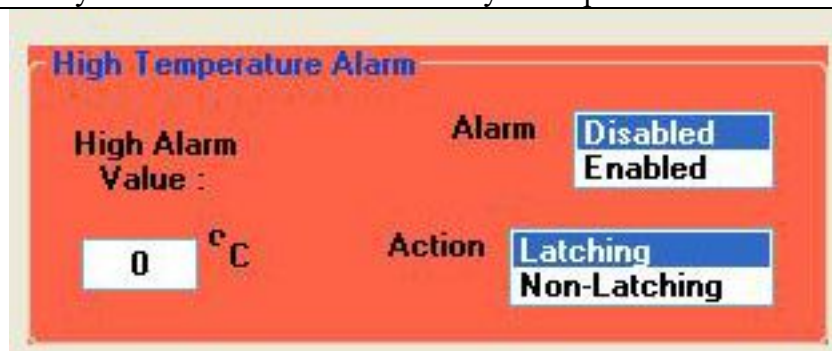 High Temperature Alarm
High Alarm
Value :
0 °C
Alarm
Disabled
Enabled
Action
Latching
Non-Latching